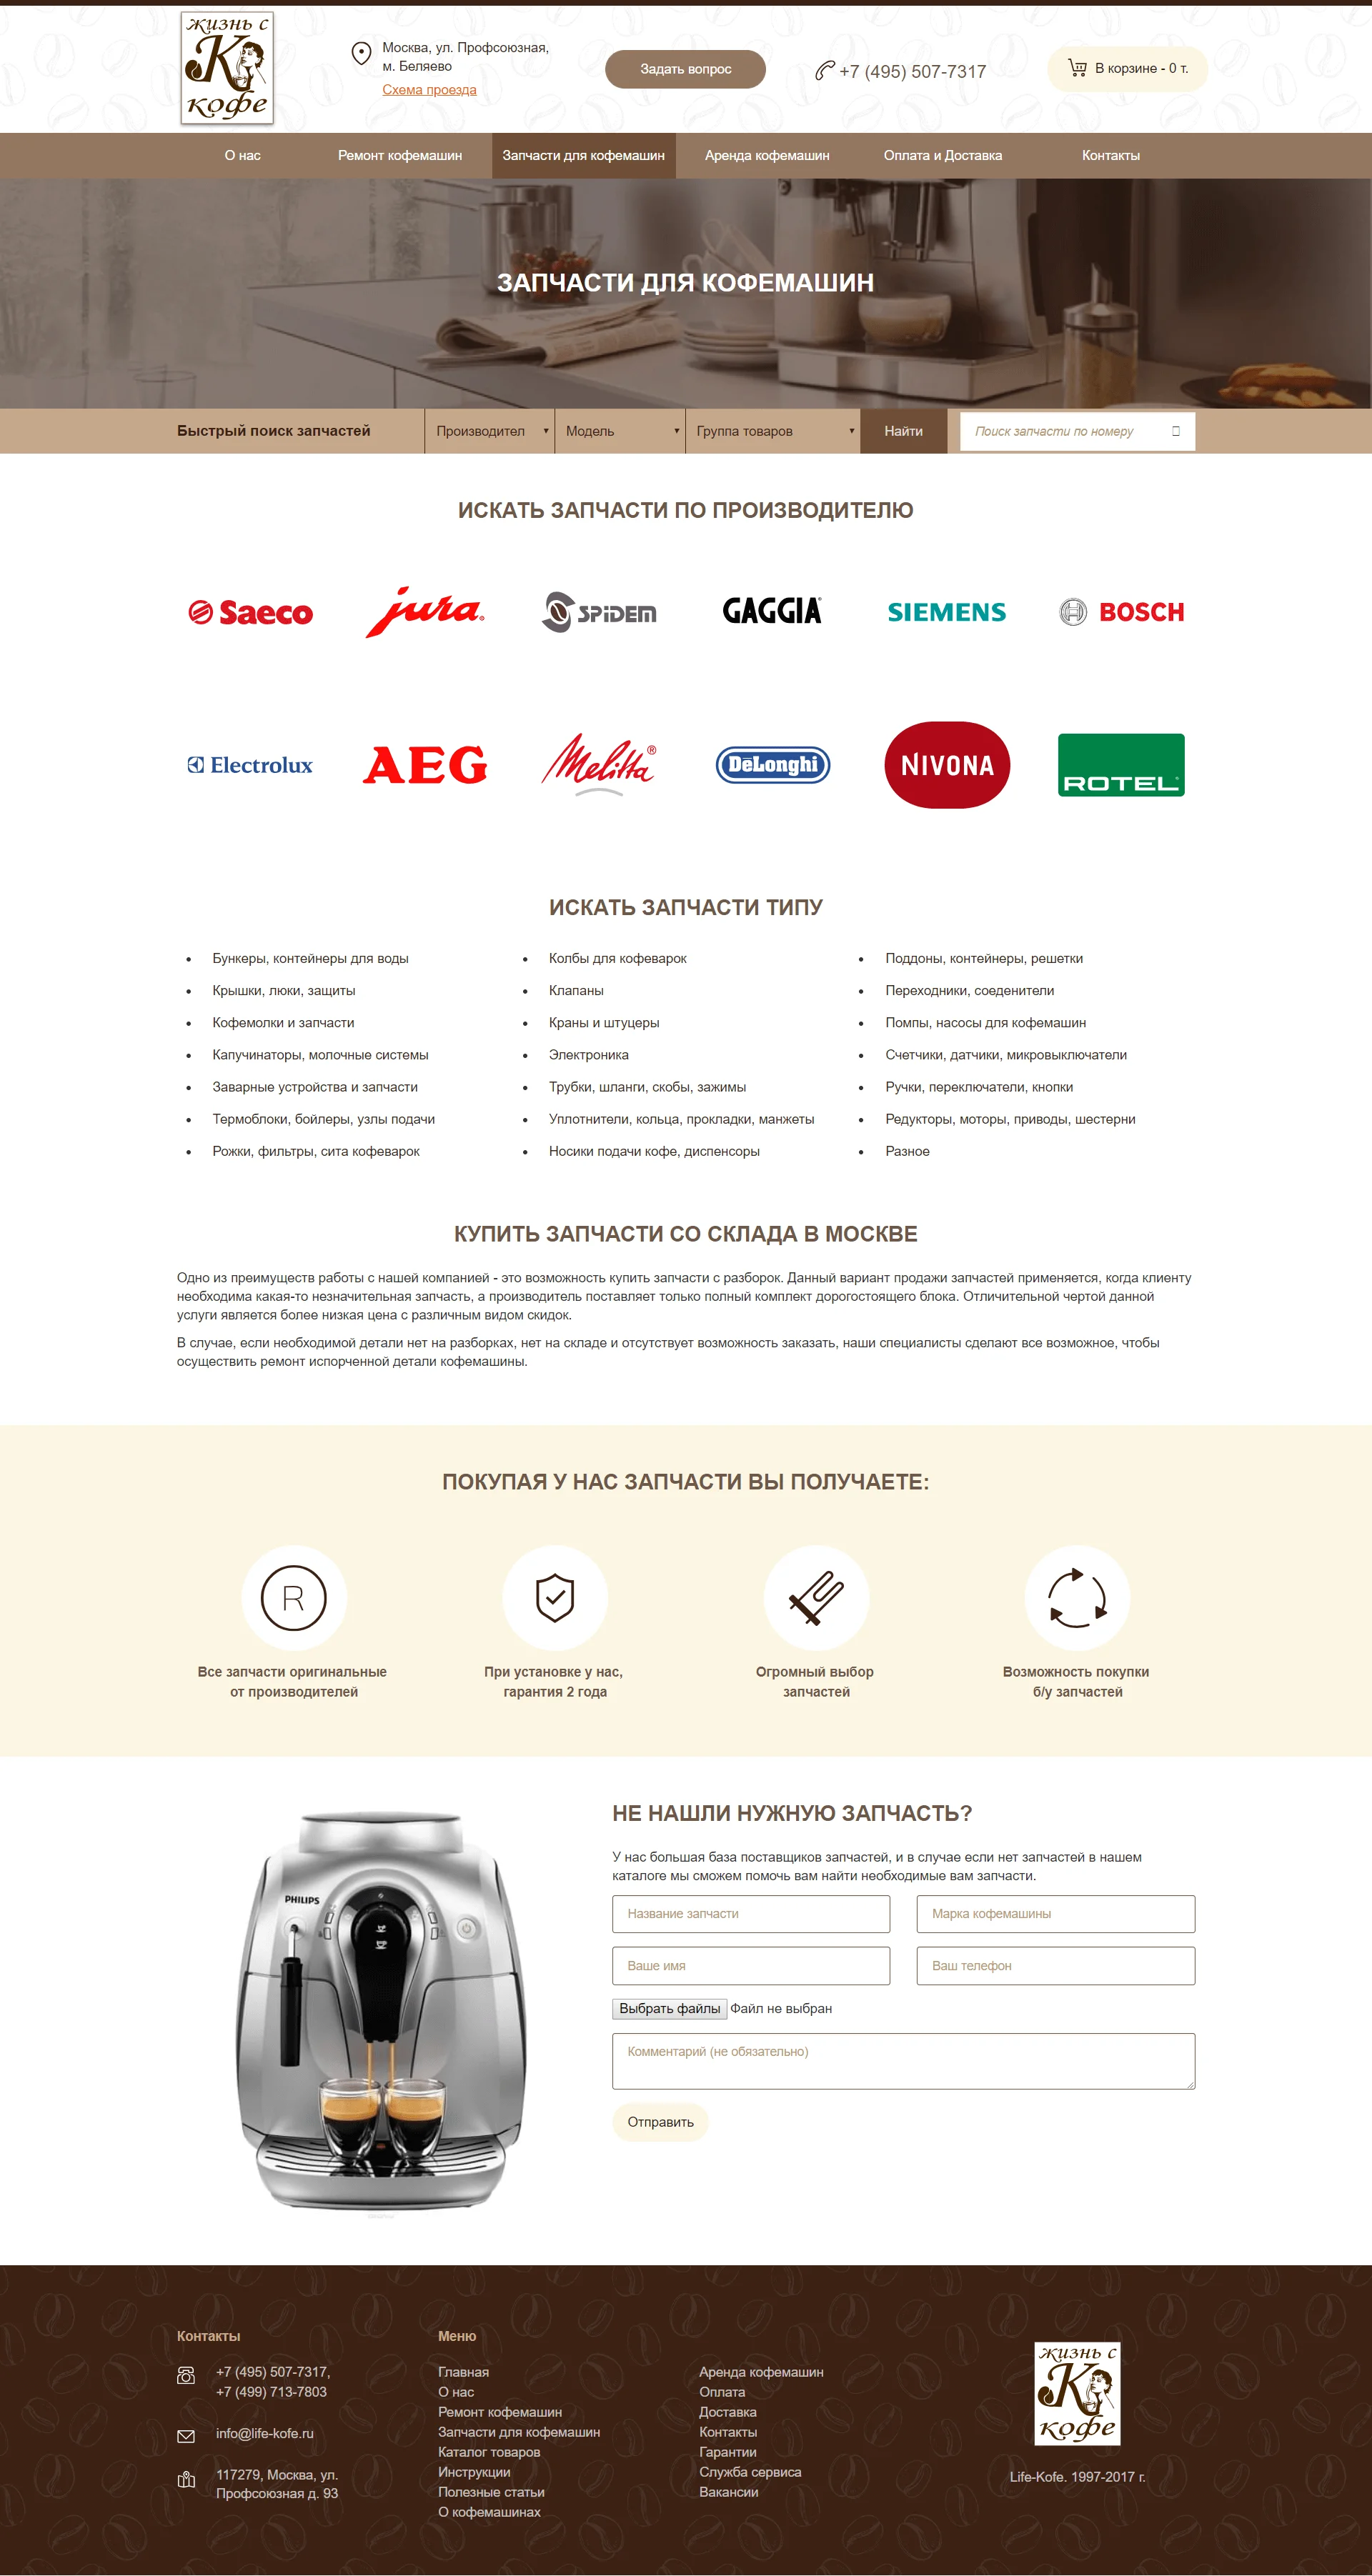 жизнь с
К
кофе
Москва, ул. Профсоюзная,
м. Беляево
Схема проезда
Задать вопрос
+7 (495) 507-7317
В корзине - 0 т.
О нас
Ремонт кофемашин
Запчасти для кофемашин
Аренда кофемашин
Оплата и Доставка
Контакты
ЗАПЧАСТИ ДЛЯ КОФЕМАШИН
Быстрый поиск запчастей
Производител
Модель
Группа товаров
Найти
Поиск запчасти по номеру
ИСКАТЬ ЗАПЧАСТИ ПО ПРОИЗВОДИТЕЛЮ
Saeco
jura®
SPiDEM
GAGGIA®
SIEMENS
BOSCH
Electrolux
AEG
Melitta®
DeLonghi
NIVONA
ROTEL
ИСКАТЬ ЗАПЧАСТИ ТИПУ
Бункеры, контейнеры для воды
Крышки, люки, защиты
Кофемолки и запчасти
Капучинаторы, молочные системы
Заварные устройства и запчасти
Термоблоки, бойлеры, узлы подачи
Рожки, фильтры, сита кофеварок
Колбы для кофеварок
Клапаны
Краны и штуцеры
Электроника
Трубки, шланги, скобы, зажимы
Уплотнители, кольца, прокладки, манжеты
Носики подачи кофе, диспенсоры
Поддоны, контейнеры, решетки
Переходники, соеденители
Помпы, насосы для кофемашин
Счетчики, датчики, микровыключатели
Ручки, переключатели, кнопки
Редукторы, моторы, приводы, шестерни
Разное
КУПИТЬ ЗАПЧАСТИ СО СКЛАДА В МОСКВЕ
Одно из преимуществ работы с нашей компанией - это возможность купить запчасти с разборок. Данный вариант продажи запчастей применяется, когда клиенту
необходима какая-то незначительная запчасть, а производитель поставляет только полный комплект дорогостоящего блока. Отличительной чертой данной
услуги является более низкая цена с различным видом скидок.
В случае, если необходимой детали нет на разборках, нет на складе и отсутствует возможность заказать, наши специалисты сделают все возможное, чтобы
осуществить ремонт испорченной детали кофемашины.
ПОКУПАЯ У НАС ЗАПЧАСТИ ВЫ ПОЛУЧАЕТЕ:
R
Все запчасти оригинальные
от производителей
При установке у нас,
гарантия 2 года
Огромный выбор
запчастей
Возможность покупки
б/у запчастей
PHILIPS
НЕ НАШЛИ НУЖНУЮ ЗАПЧАСТЬ?
У нас большая база поставщиков запчастей, и в случае если нет запчастей в нашем
каталоге мы сможем помочь вам найти необходимые вам запчасти.
Название запчасти
Марка кофемашины
Ваше имя
Ваш телефон
Выбрать файлы Файл не выбран
Комментарий (не обязательно)
Отправить
Контакты
+7 (495) 507-7317,
+7 (499) 713-7803
info@life-kofe.ru
117279, Москва, ул.
Профсоюзная д. 93
Меню
Главная
О нас
Ремонт кофемашин
Запчасти для кофемашин
Каталог товаров
Инструкции
Полезные статьи
О кофемашинах
Аренда кофемашин
Оплата
Доставка
Контакты
Гарантии
Служба сервиса
Вакансии
жизнь с
К
кофе
Life-Kofe. 1997-2017 г.